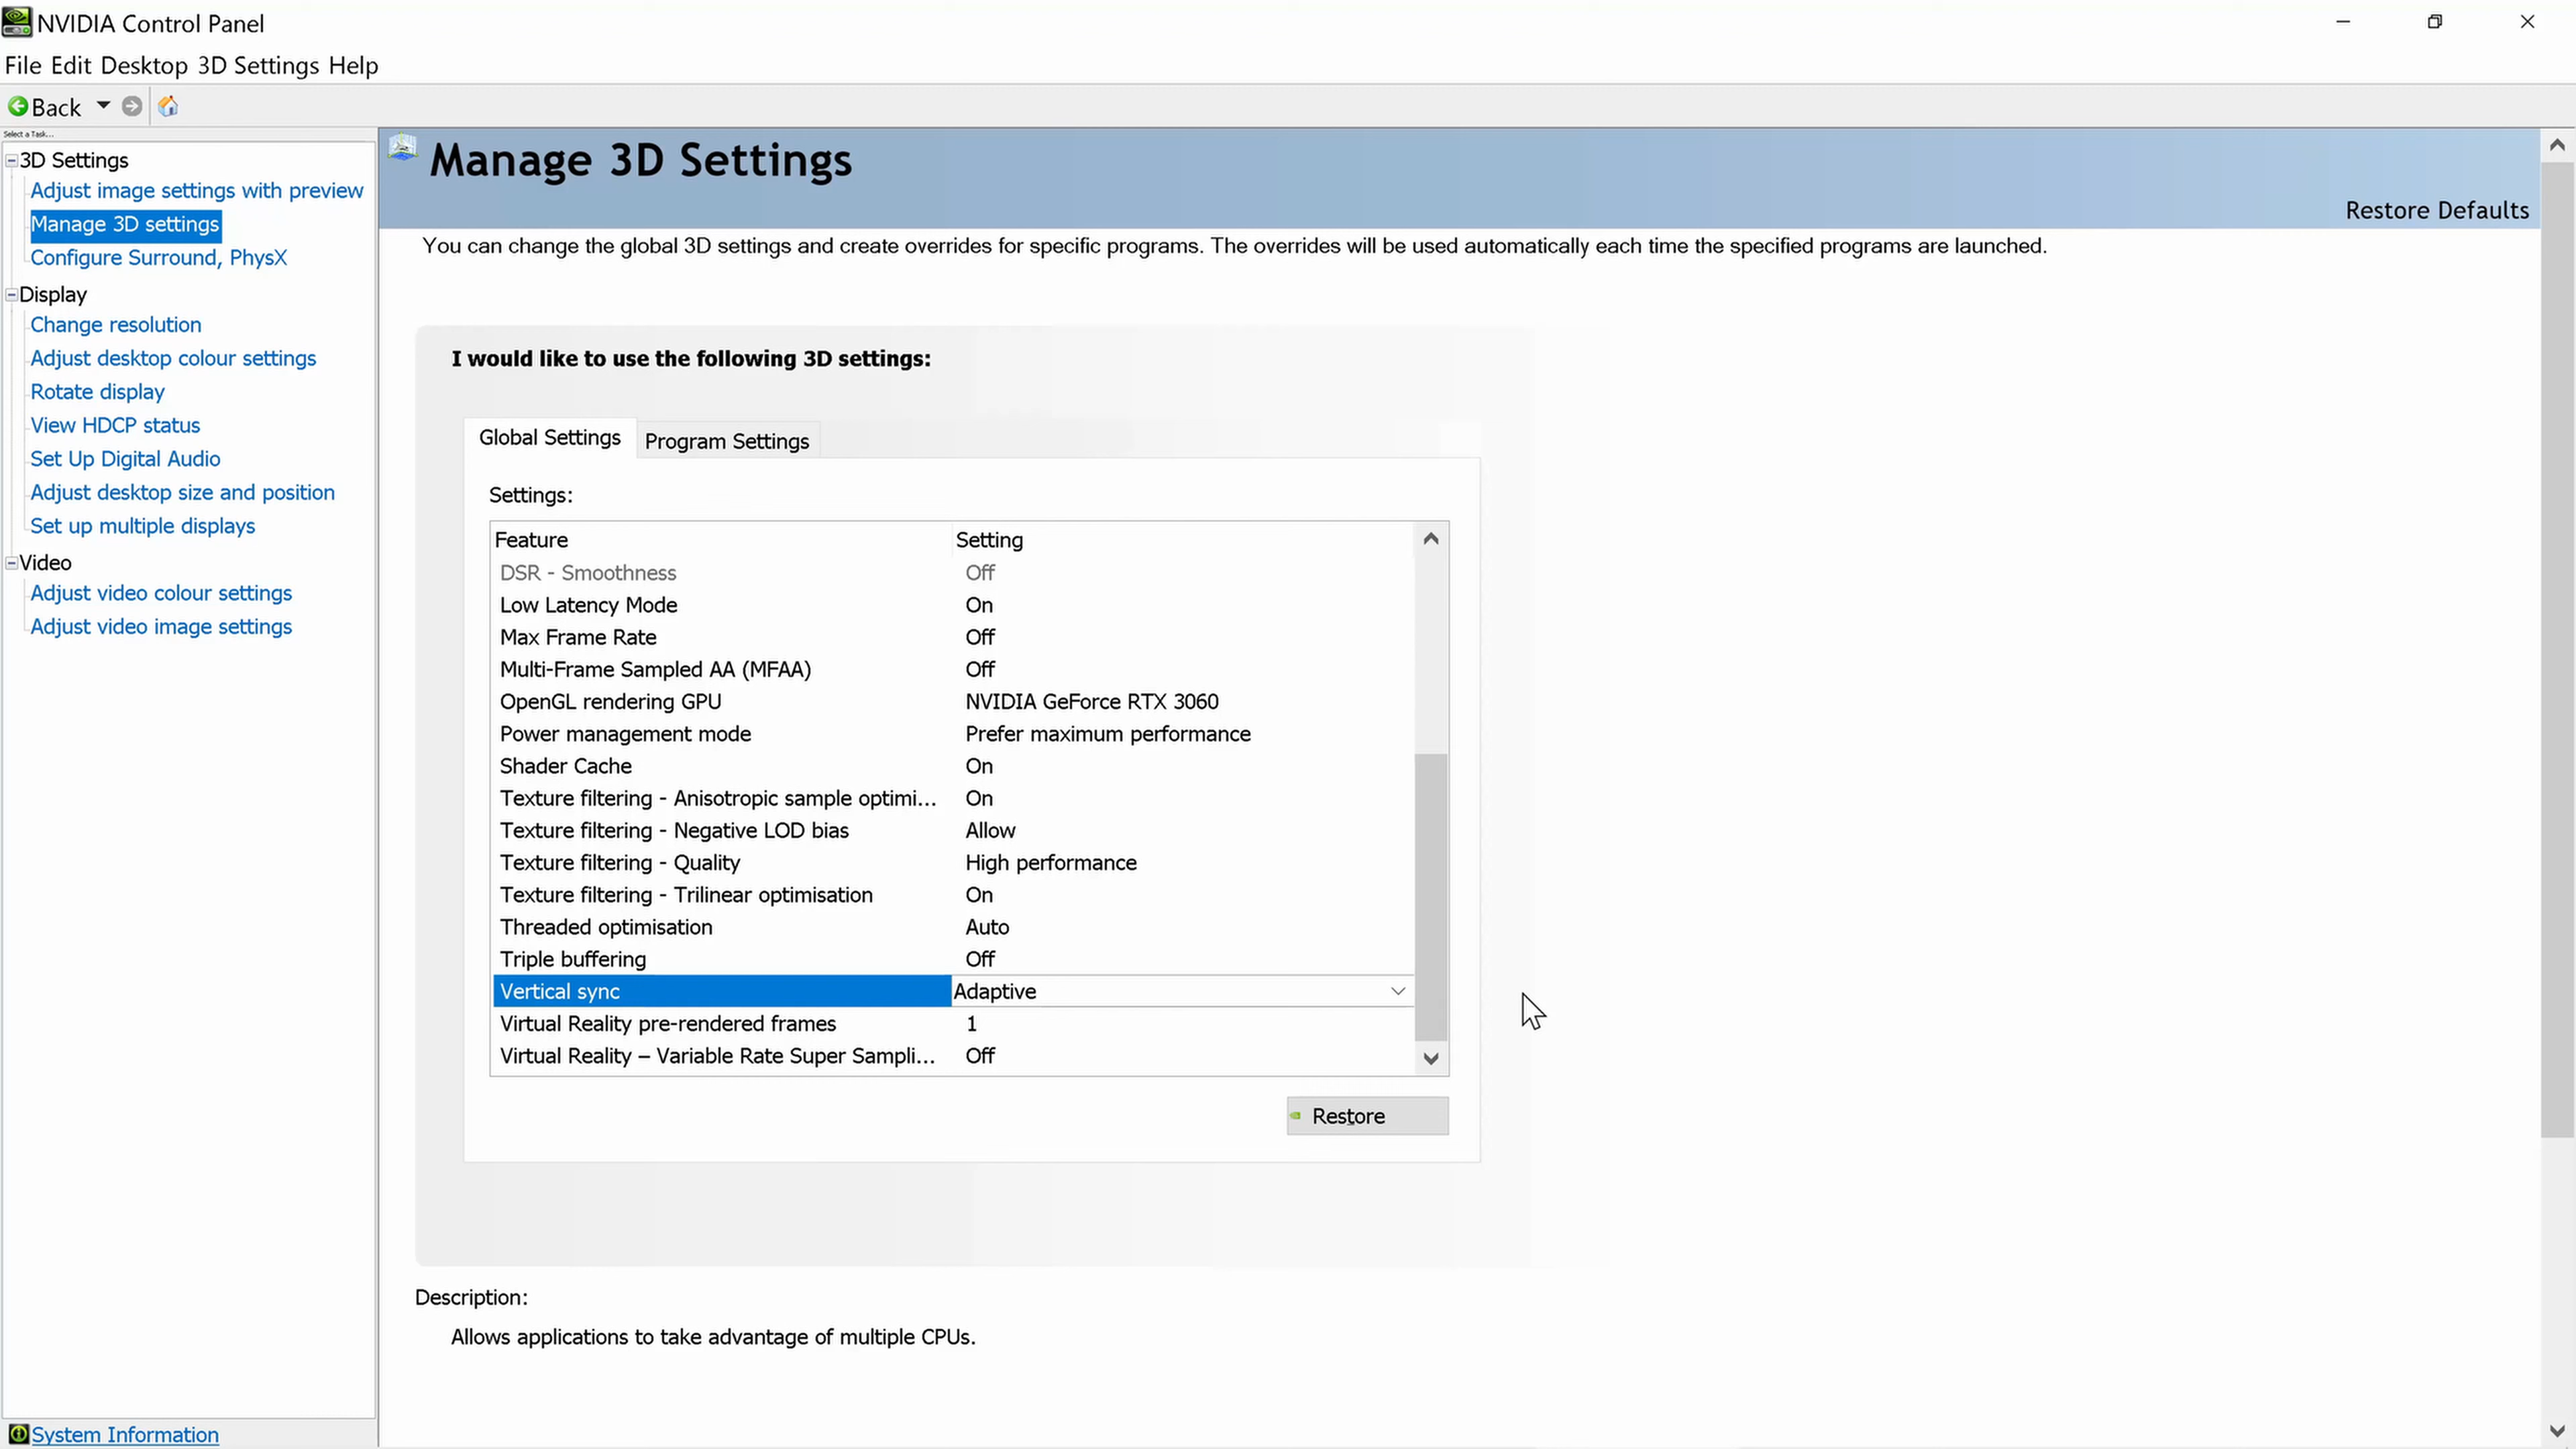 NVIDIA Control Panel
File Edit Desktop 3D Settings Help
Back
Select a Task...
3D Settings
Adjust image settings with preview
Manage 3D settings
Configure Surround, PhysX
Display
Change resolution
Adjust desktop colour settings
Rotate display
View HDCP status
Set Up Digital Audio
Adjust desktop size and position
Set up multiple displays
Video
Adjust video colour settings
Adjust video image settings
System Information
Manage 3D Settings
Restore Defaults
You can change the global 3D settings and create overrides for specific programs. The overrides will be used automatically each time the specified programs are launched.
I would like to use the following 3D settings:
Global Settings Program Settings
Settings:
Feature Setting
DSR - Smoothness Off
Low Latency Mode On
Max Frame Rate Off
Multi-Frame Sampled AA (MFAA) Off
OpenGL rendering GPU NVIDIA GeForce RTX 3060
Power management mode Prefer maximum performance
Shader Cache On
Texture filtering - Anisotropic sample optimi... On
Texture filtering - Negative LOD bias Allow
Texture filtering - Quality High performance
Texture filtering - Trilinear optimisation On
Threaded optimisation Auto
Triple buffering Off
Vertical sync Adaptive
Virtual Reality pre-rendered frames 1
Virtual Reality – Variable Rate Super Sampli... Off
Restore
Description:
Allows applications to take advantage of multiple CPUs.